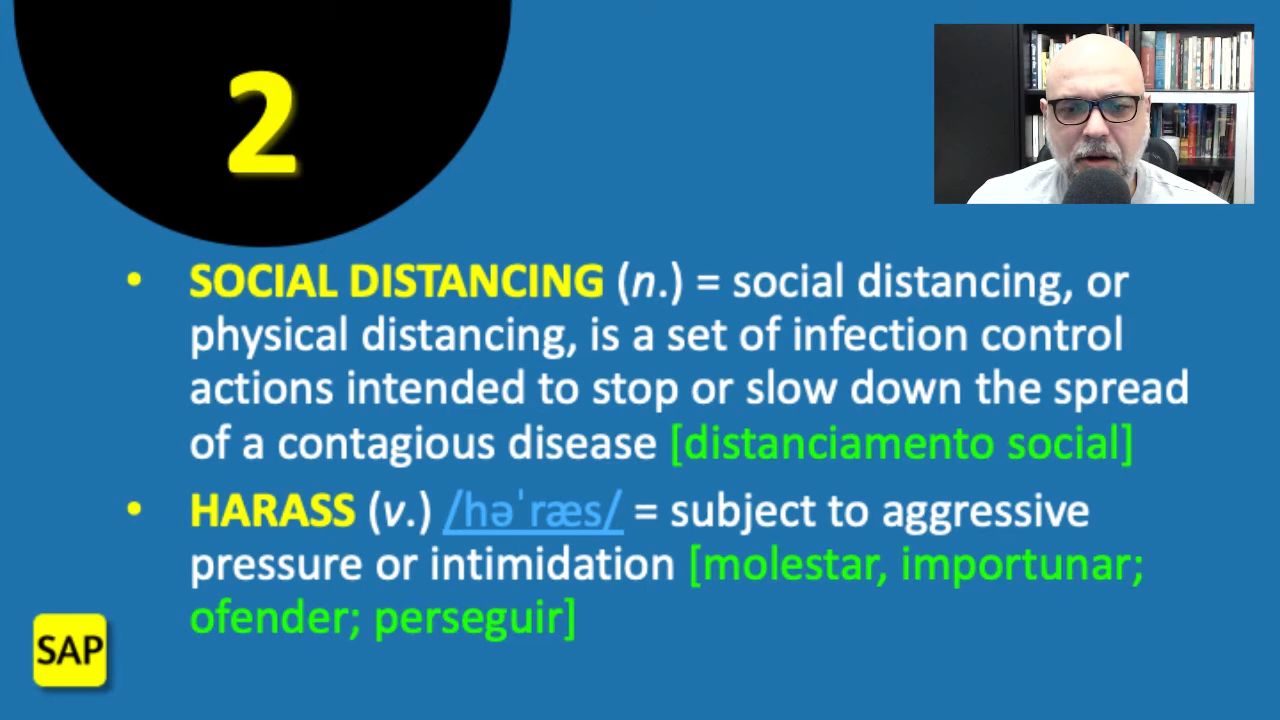 2
• SOCIAL DISTANCING (n.) = social distancing, or
physical distancing, is a set of infection control
actions intended to stop or slow down the spread
of a contagious disease [distanciamento social]
• HARASS (v.) /həˈræs/ = subject to aggressive
pressure or intimidation [molestar, importunar;
ofender; perseguir]
SAP